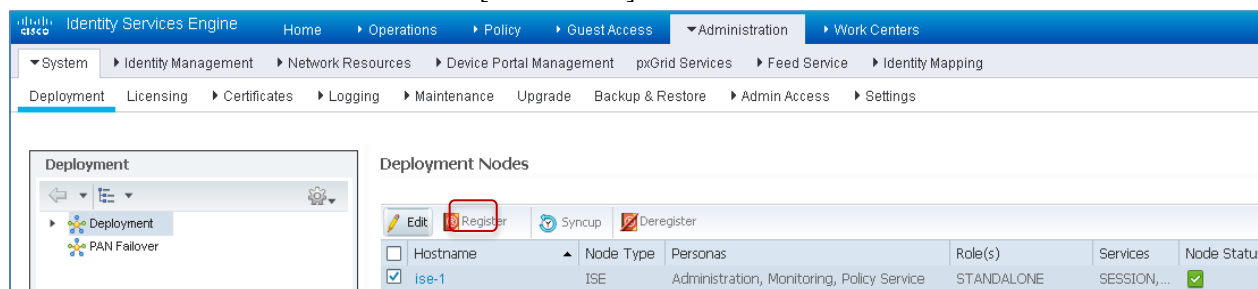 cisco Identity Services Engine Home Operations Policy Guest Access Administration Work Centers
System Identity Management Network Resources Device Portal Management pxGrid Services Feed Service Identity Mapping
Deployment Licensing Certificates Logging Maintenance Upgrade Backup & Restore Admin Access Settings
Deployment
Deployment
PAN Failover
Deployment Nodes
Edit Register Syncup Deregister
Hostname Node Type Personas Role(s) Services Node Statu
ise-1 ISE Administration, Monitoring, Policy Service STANDALONE SESSION,...